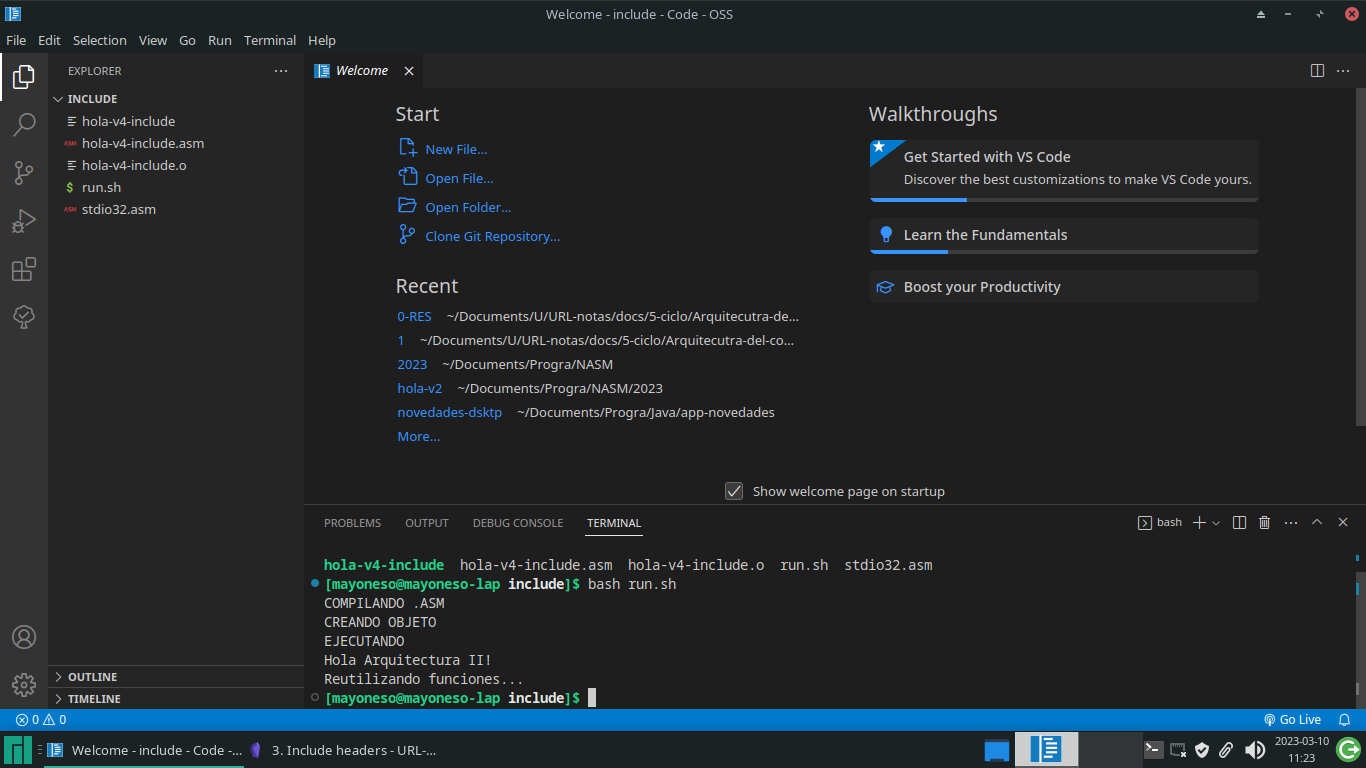 Welcome - include - Code - OSS
File Edit Selection View Go Run Terminal Help
EXPLORER
INCLUDE
hola-v4-include
ASM hola-v4-include.asm
hola-v4-include.o
$ run.sh
ASM stdio32.asm
OUTLINE
TIMELINE
Welcome
Start
New File...
Open File...
Open Folder...
Clone Git Repository...
Recent
0-RES ~/Documents/U/URL-notas/docs/5-ciclo/Arquitecutra-de...
1 ~/Documents/U/URL-notas/docs/5-ciclo/Arquitecutra-del-co...
2023 ~/Documents/Progra/NASM
hola-v2 ~/Documents/Progra/NASM/2023
novedades-dsktp ~/Documents/Progra/Java/app-novedades
More...
Walkthroughs
Get Started with VS Code
Discover the best customizations to make VS Code yours.
Learn the Fundamentals
Boost your Productivity
Show welcome page on startup
PROBLEMS OUTPUT DEBUG CONSOLE TERMINAL
bash
hola-v4-include hola-v4-include.asm hola-v4-include.o run.sh stdio32.asm
[mayoneso@mayoneso-lap include]$ bash run.sh
COMPILANDO .ASM
CREANDO OBJETO
EJECUTANDO
Hola Arquitectura II!
Reutilizando funciones...
[mayoneso@mayoneso-lap include]$
0 0
Go Live
Welcome - include - Code -...
3. Include headers - URL-...
2023-03-10
11:23